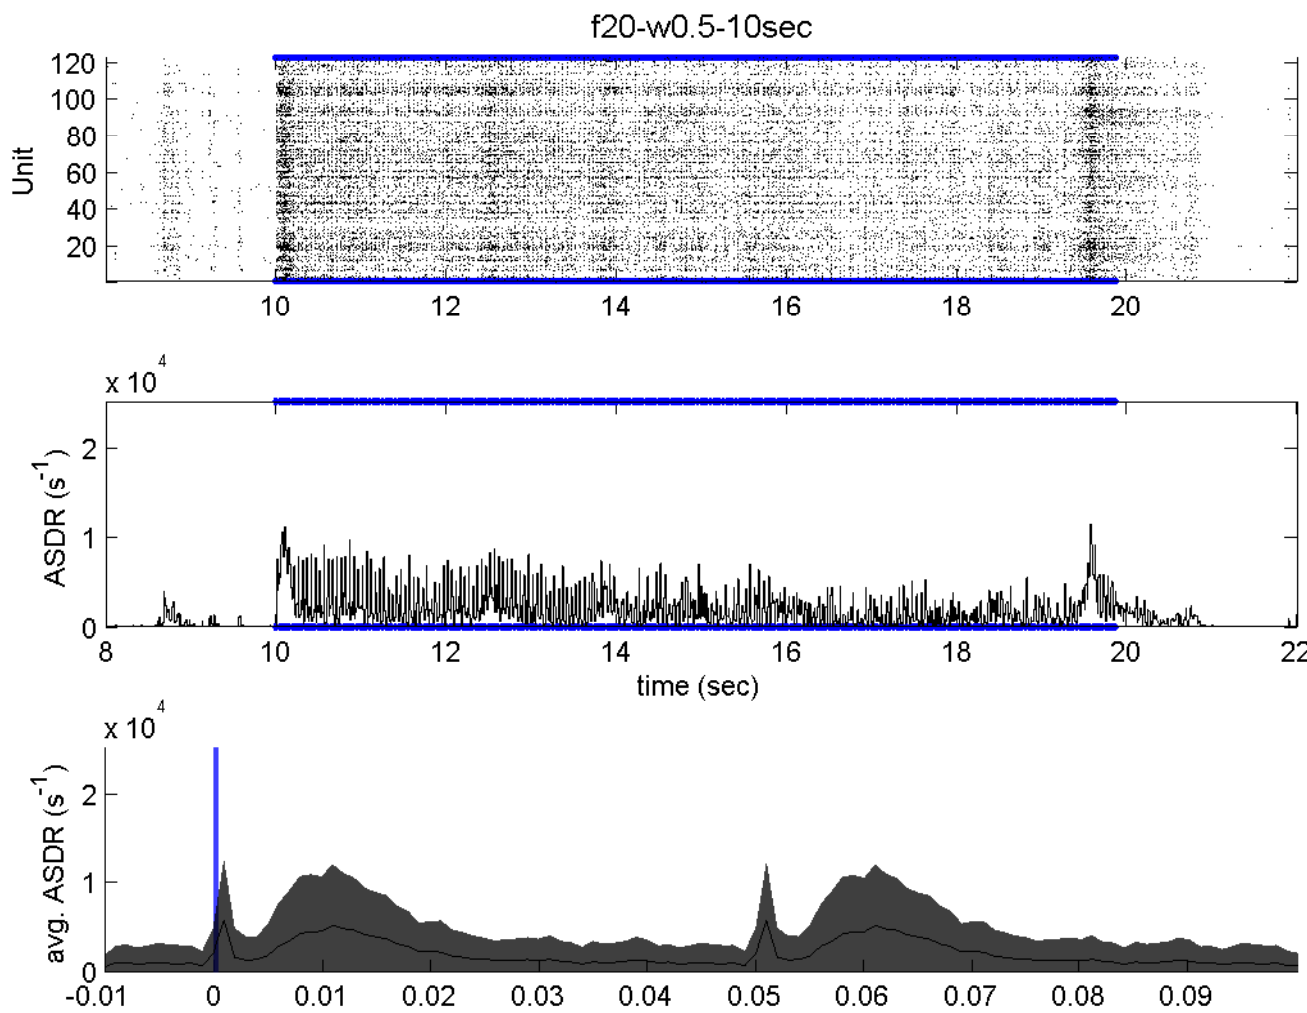 f20-w0.5-10sec
120
100
80
60
40
20
Unit
10 12 14 16 18 20
x 10^4
2
1
0
ASDR (s^-1)
8 10 12 14 16 18 20 22
time (sec)
x 10^4
2
1
0
avg. ASDR (s^-1)
-0.01 0 0.01 0.02 0.03 0.04 0.05 0.06 0.07 0.08 0.09